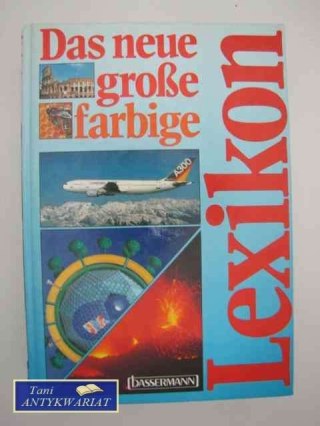 Das neue
große
farbige
Lexikon
A300
bassermann
Tani
ANTYKWARIAT